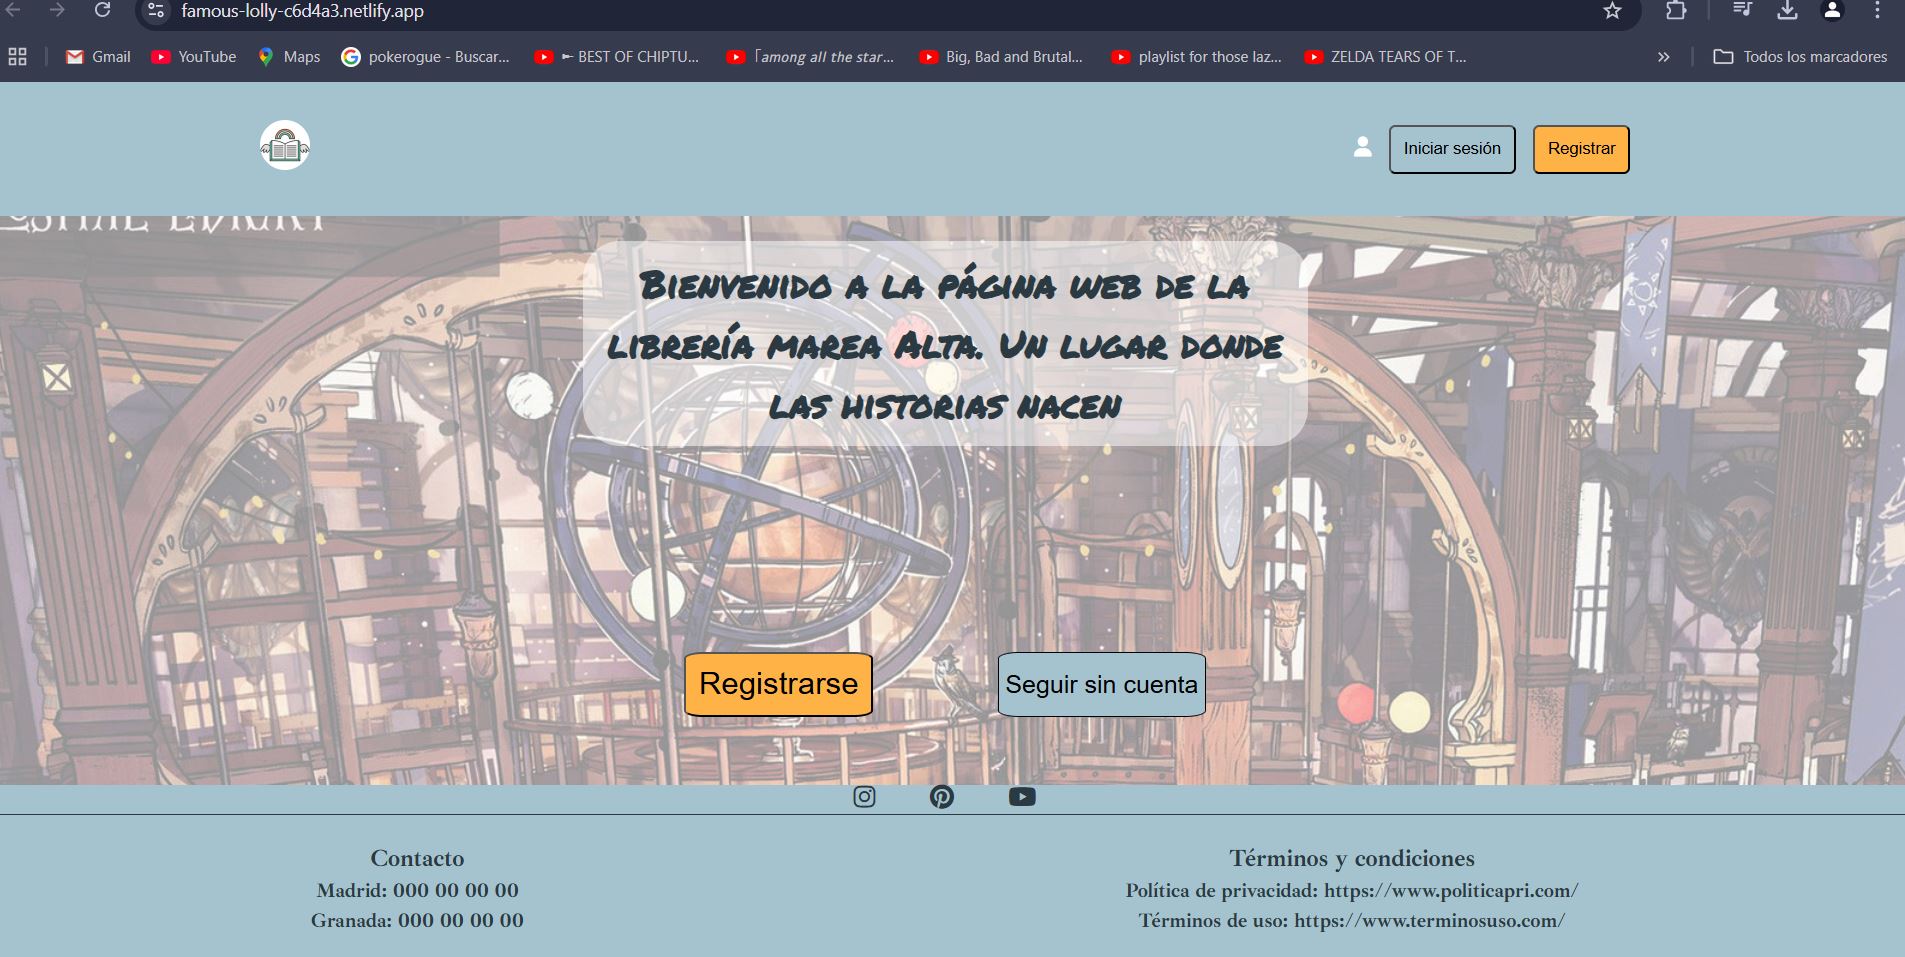 famous-lolly-c6d4a3.netlify.app
Gmail
YouTube
Maps
pokerogue - Buscar...
BEST OF CHIPTU...
「among all the star...
Big, Bad and Brutal...
playlist for those laz...
ZELDA TEARS OF T...
»
Todos los marcadores
Iniciar sesión
Registrar
Bienvenido a la página web de la
librería marea Alta. Un lugar donde
las historias nacen
Registrarse
Seguir sin cuenta
Contacto
Madrid: 000 00 00 00
Granada: 000 00 00 00
Términos y condiciones
Política de privacidad: https://www.politicapri.com/
Términos de uso: https://www.terminosuso.com/